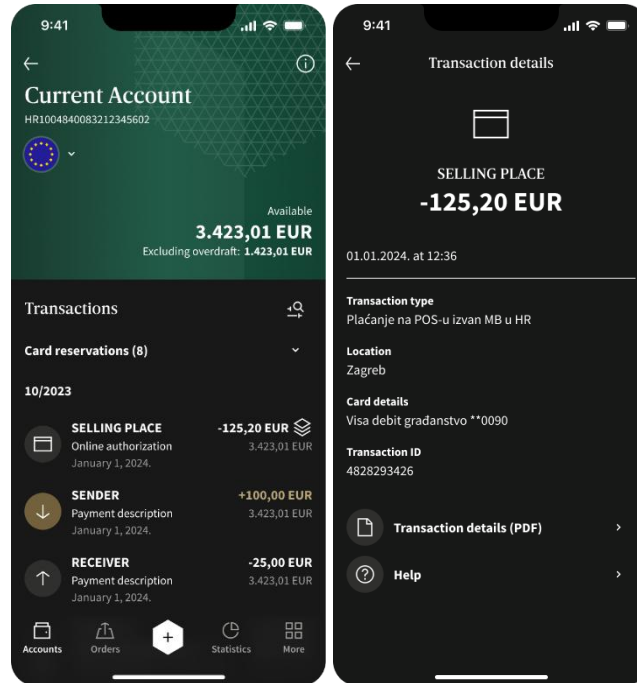 9:41
Current Account
HR1004840083212345602
Available
3.423,01 EUR
Excluding overdraft: 1.423,01 EUR
Transactions
Card reservations (8)
10/2023
SELLING PLACE -125,20 EUR
Online authorization 3.423,01 EUR
January 1, 2024.
SENDER +100,00 EUR
Payment description 3.423,01 EUR
January 1, 2024.
RECEIVER -25,00 EUR
Payment description 3.423,01 EUR
January 1, 2024.
Accounts Orders Statistics More
9:41
Transaction details
SELLING PLACE
-125,20 EUR
01.01.2024. at 12:36
Transaction type
Plaćanje na POS-u izvan MB u HR
Location
Zagreb
Card details
Visa debit građanstvo **0090
Transaction ID
4828293426
Transaction details (PDF)
Help